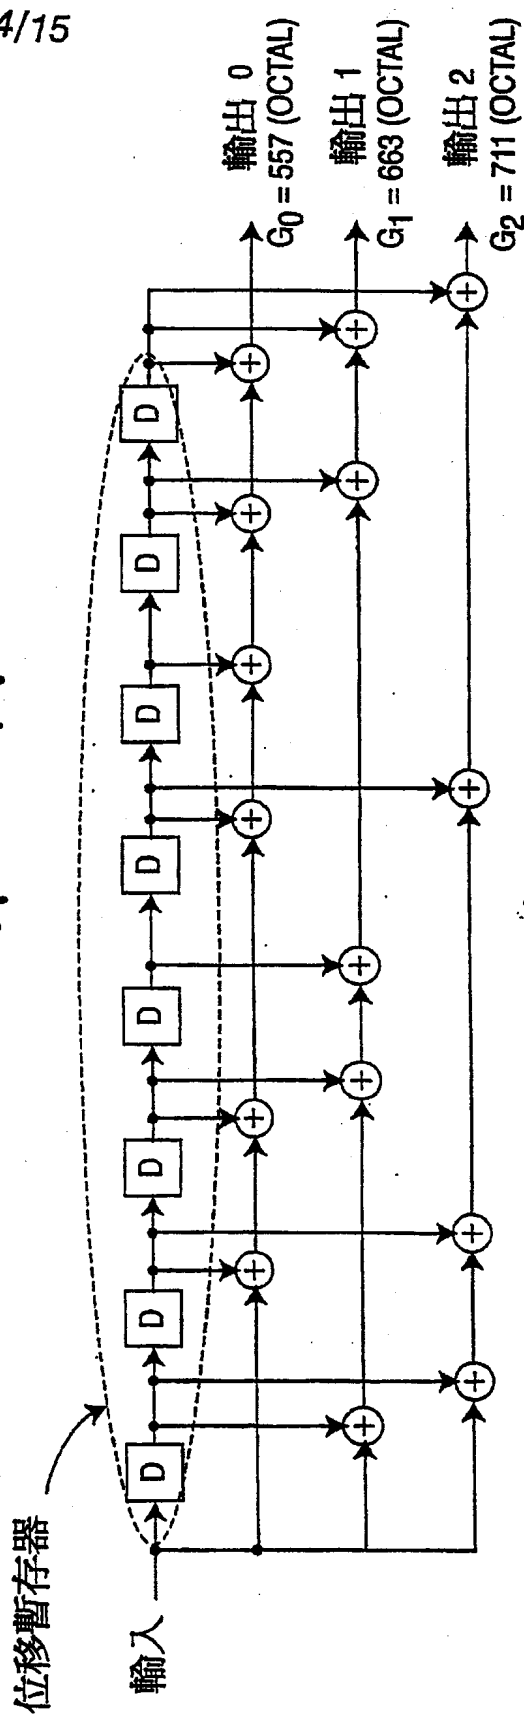 4/15
位移暫存器
輸入
D
D
D
D
D
D
D
D
輸出 0
G0 = 557 (OCTAL)
輸出 1
G1 = 663 (OCTAL)
輸出 2
G2 = 711 (OCTAL)